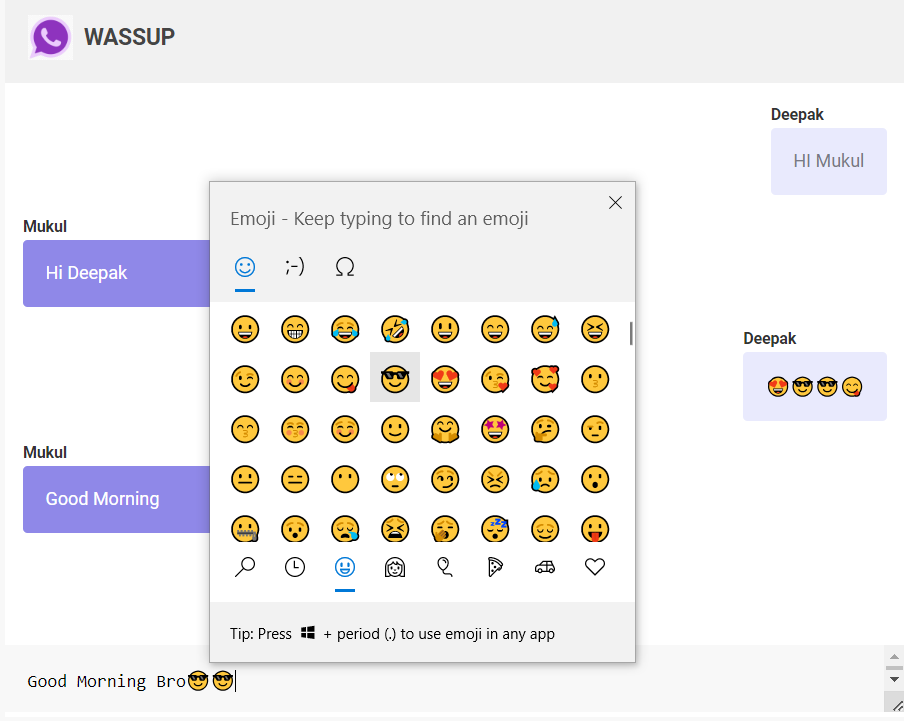 WASSUP
Deepak
HI Mukul
Emoji - Keep typing to find an emoji
;-)
Ω
Mukul
Hi Deepak
Deepak
😍😎😎😋
Mukul
Good Morning
Tip: Press + period (.) to use emoji in any app
Good Morning Bro😎😎